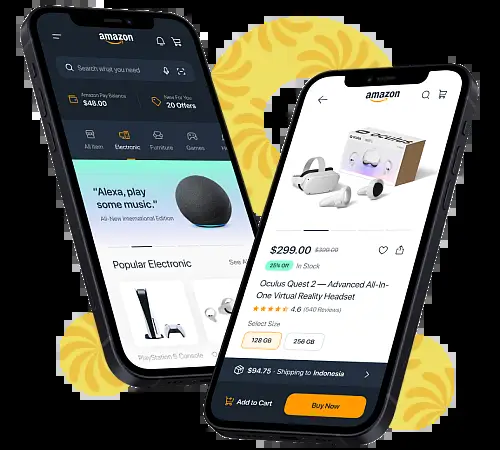 amazon
Search what you need
Amazon Pay Balance
$48.00
New For You
20 Offers
All Item
Electronic
Furniture
Games
"Alexa, play
some music."
All-New International Edition
Popular Electronic
See
PlayStation 5 Console
amazon
oculus
$299.00 $399.00
25% Off In Stock
Oculus Quest 2 — Advanced All-In-
One Virtual Reality Headset
4.6 (540 Reviews)
Select Size
128 GB
256 GB
$94.75 · Shipping to Indonesia
Add to Cart
Buy Now